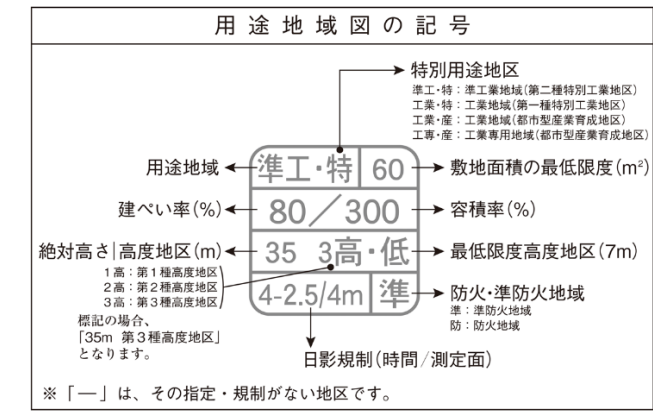 用途地域図の記号
特別用途地区
準工・特：準工業地域(第二種特別工業地区)
工業・特：工業地域(第一種特別工業地区)
工業・産：工業地域(都市型産業育成地区)
工専・産：工業専用地域(都市型産業育成地区)
用途地域
準工・特
60
敷地面積の最低限度(m²)
建ぺい率(%)
80／300
容積率(%)
絶対高さ|高度地区(m)
35 3高・低
最低限度高度地区(7m)
1高：第1種高度地区
2高：第2種高度地区
3高：第3種高度地区
標記の場合、
「35m 第3種高度地区」
となります。
4-2.5/4m
準
防火・準防火地域
準：準防火地域
防：防火地域
日影規制(時間/測定面)
※「―」は、その指定・規制がない地区です。